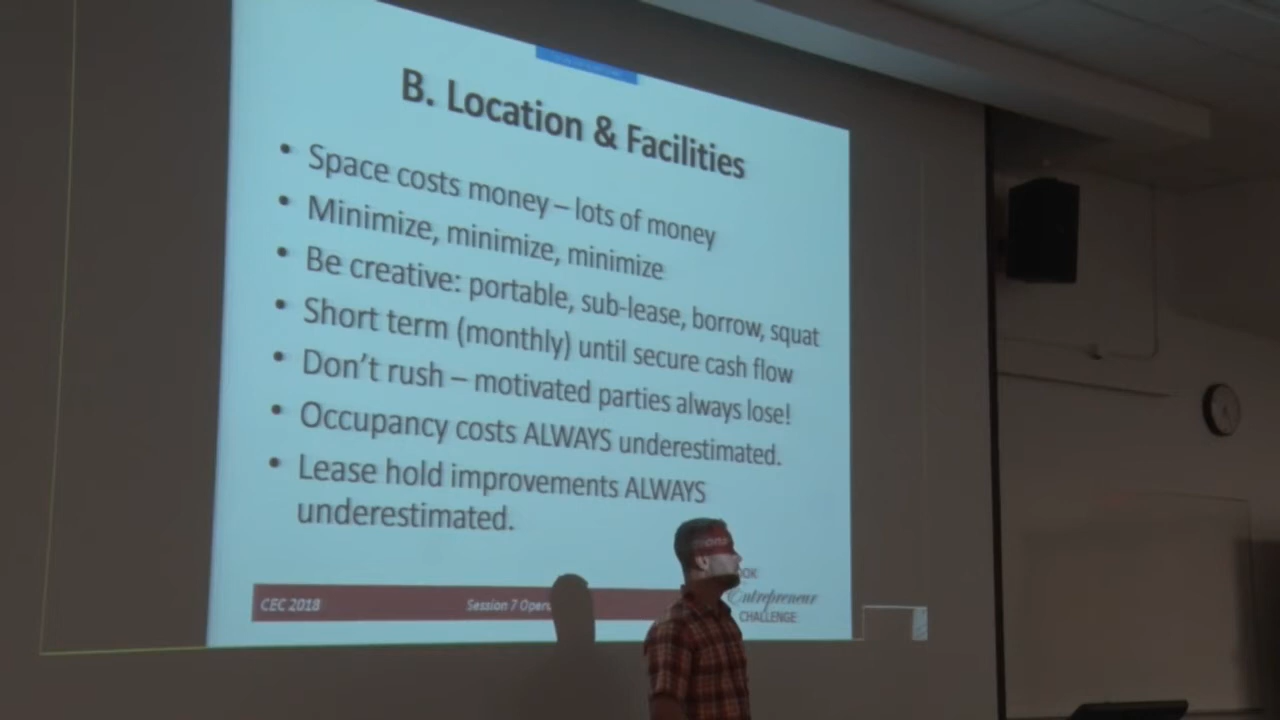 B. Location & Facilities
• Space costs money – lots of money
• Minimize, minimize, minimize
• Be creative: portable, sub-lease, borrow, squat
• Short term (monthly) until secure cash flow
• Don't rush – motivated parties always lose!
• Occupancy costs ALWAYS underestimated.
• Lease hold improvements ALWAYS
underestimated.
CEC 2018
Session 7
Entrepreneur
CHALLENGE